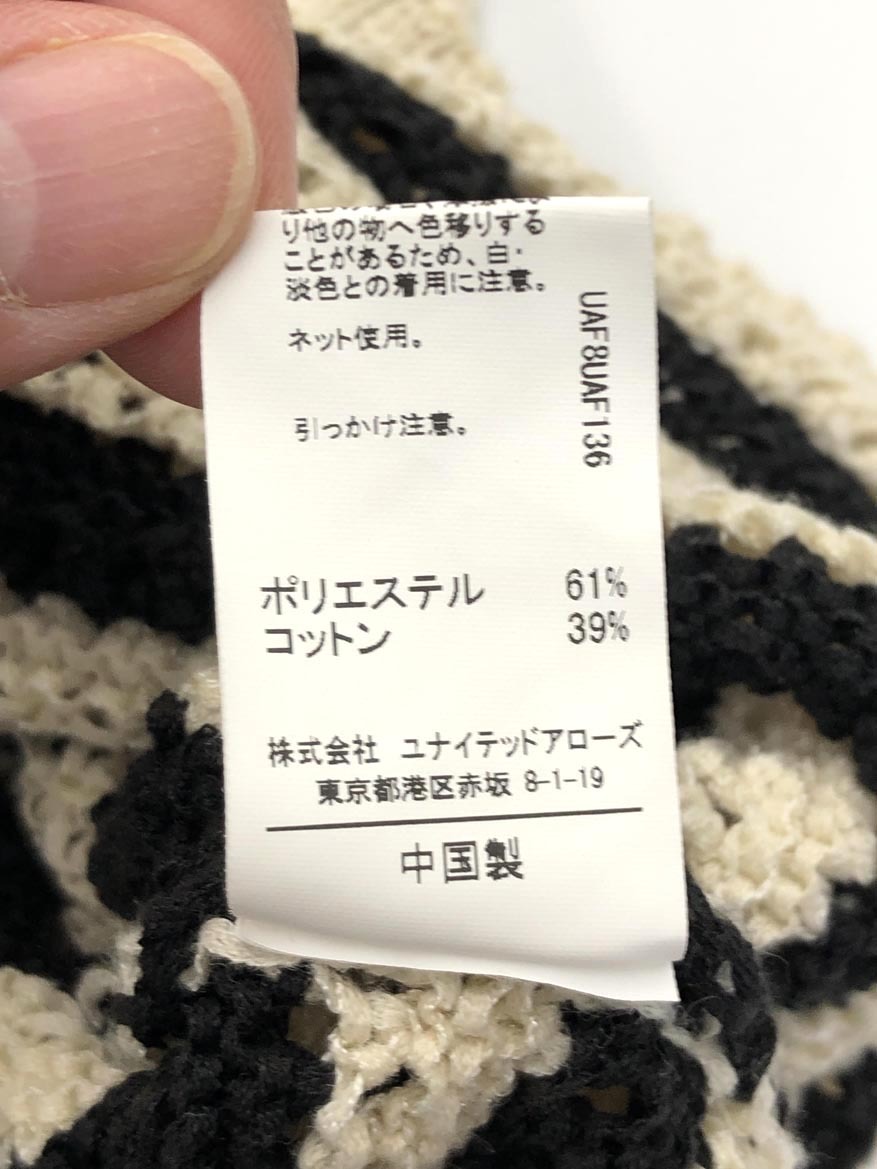 り他の物へ色移りする
ことがあるため、白・
淡色との着用に注意。
ネット使用。
引っかけ注意。
UAF8UAF136
ポリエステル 61%
コットン 39%
株式会社 ユナイテッドアローズ
東京都港区赤坂 8-1-19
中国製